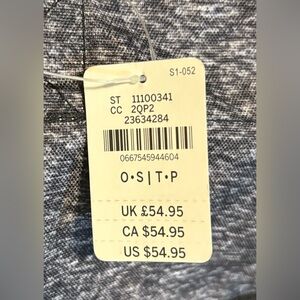 S1-052
ST 11100341
CC 2QP2
23634284
0667545944604
O•S|T•P
UK £54.95
CA $54.95
US $54.95